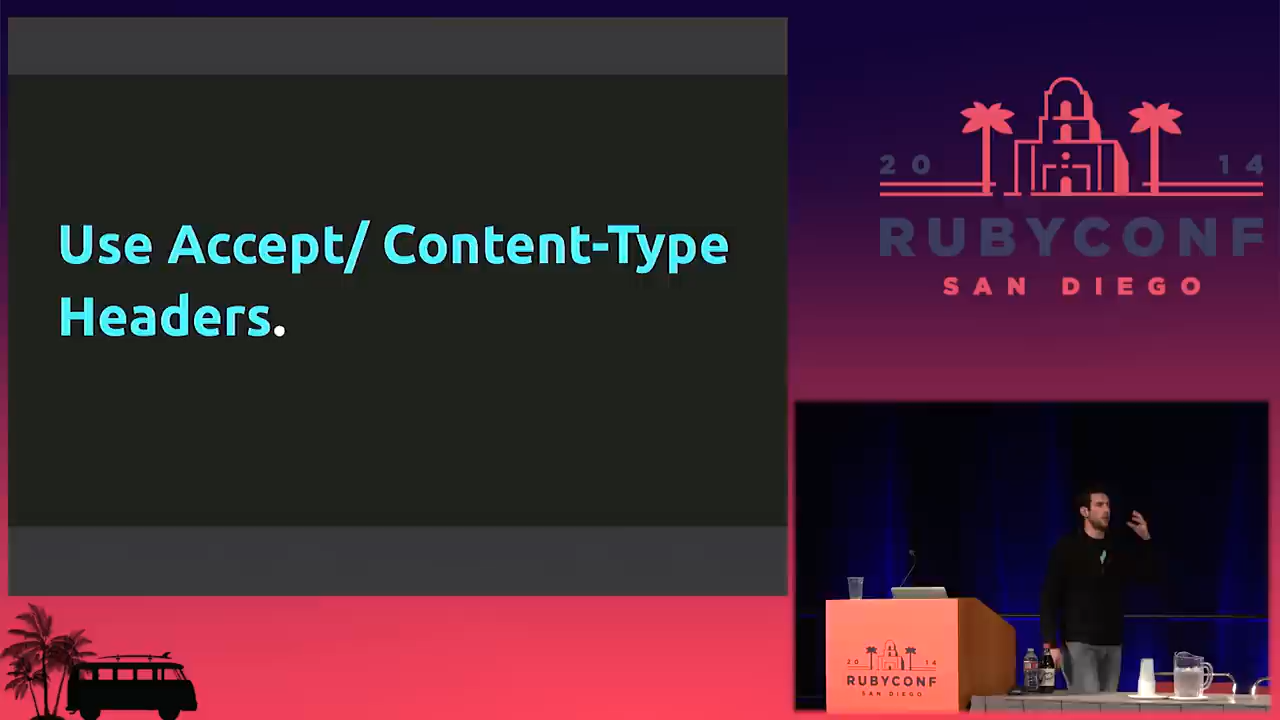 Use Accept/ Content-Type
Headers.
20 14
RUBYCONF
SAN DIEGO
20 14
RUBYCONF
SAN DIEGO